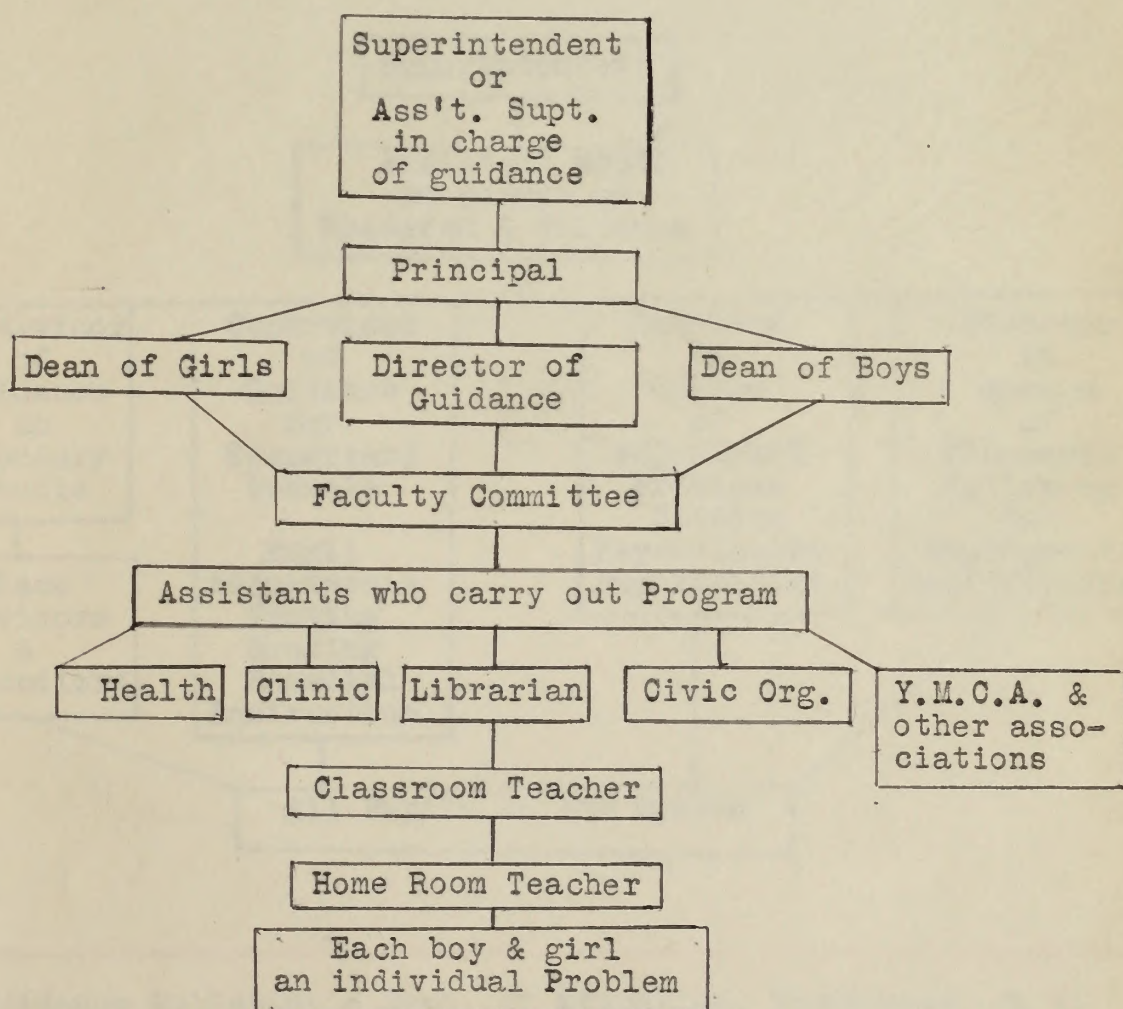 Superintendent
or
Ass't. Supt.
in charge
of guidance
Principal
Dean of Girls
Director of
Guidance
Dean of Boys
Faculty Committee
Assistants who carry out Program
Health
Clinic
Librarian
Civic Org.
Y.M.C.A. &
other asso-
ciations
Classroom Teacher
Home Room Teacher
Each boy & girl
an individual Problem